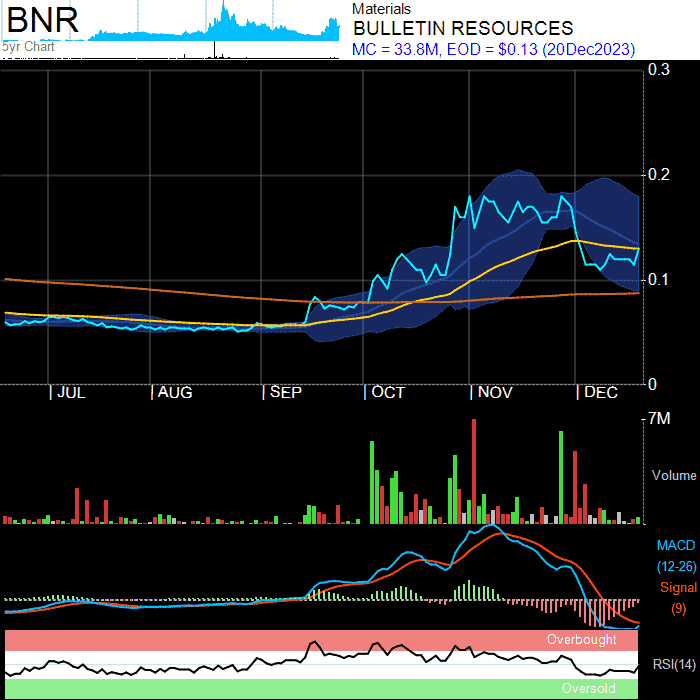 BNR
5yr Chart
Materials
BULLETIN RESOURCES
MC = 33.8M, EOD = $0.13 (20Dec2023)
0.3
0.2
0.1
0
JUL AUG SEP OCT NOV DEC
7M
Volume
MACD
(12-26)
Signal
(9)
Overbought
RSI(14)
Oversold